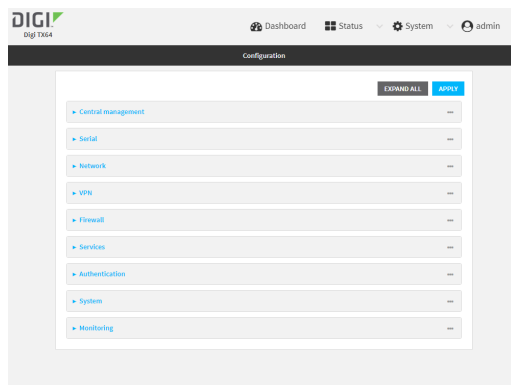 DIGI
Digi TX64
Dashboard Status System admin
Configuration
EXPAND ALL APPLY
Central management
Serial
Network
VPN
Firewall
Services
Authentication
System
Monitoring